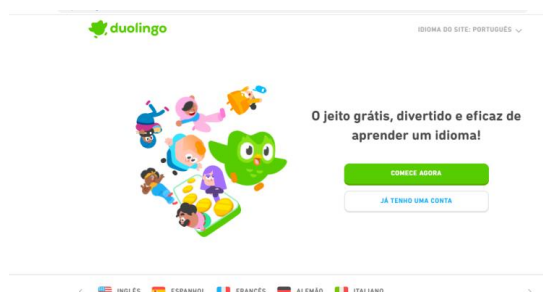 duolingo
IDIOMA DO SITE: PORTUGUÊS
O jeito grátis, divertido e eficaz de
aprender um idioma!
COMECE AGORA
JÁ TENHO UMA CONTA
INGLÊS ESPANHOL FRANCÊS ALEMÃO ITALIANO